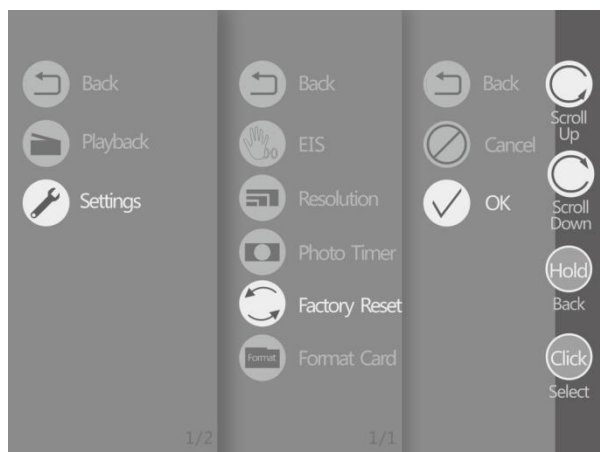 Back
Playback
Settings
1/2
Back
EIS
Resolution
Photo Timer
Factory Reset
Format
Format Card
1/1
Back
Cancel
OK
Scroll
Up
Scroll
Down
Hold
Back
Click
Select